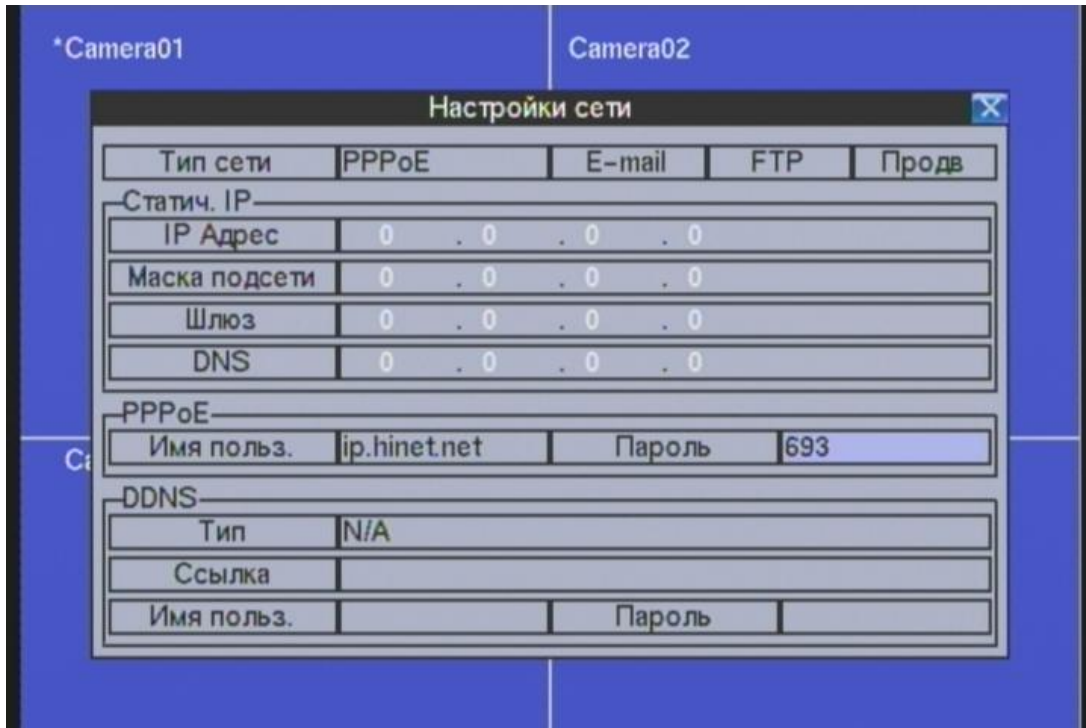 *Camera01 Camera02
Настройки сети X
Тип сети PPPoE E-mail FTP Продв
Статич. IP
IP Адрес 0 . 0 . 0 . 0
Маска подсети 0 . 0 . 0 . 0
Шлюз 0 . 0 . 0 . 0
DNS 0 . 0 . 0 . 0
PPPoE
Имя польз. ip.hinet.net Пароль 693
Ca
DDNS
Тип N/A
Ссылка
Имя польз. Пароль